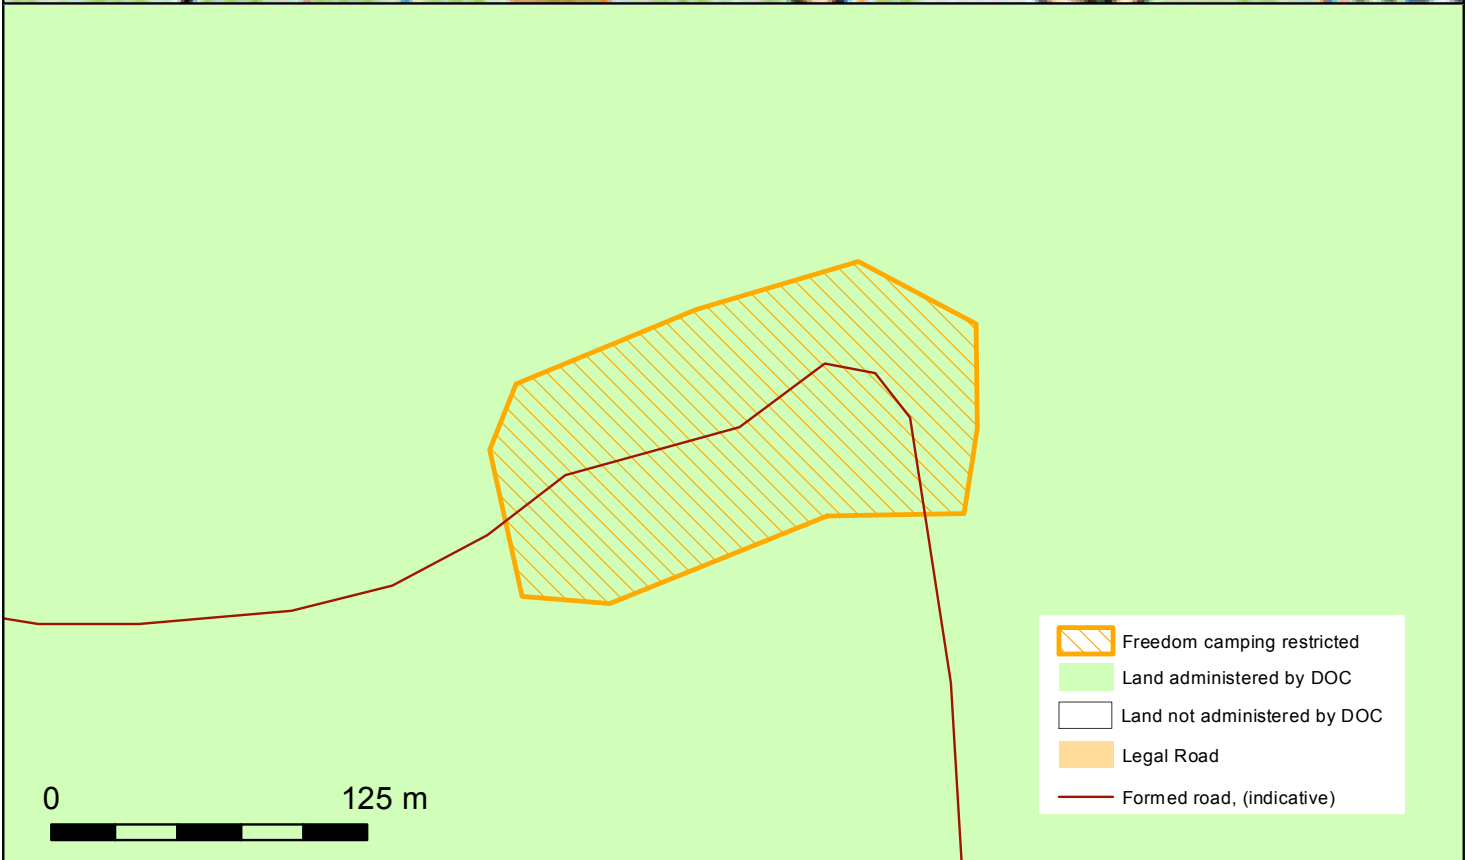 Freedom camping restricted
Land administered by DOC
Land not administered by DOC
Legal Road
Formed road, (indicative)
0 125 m